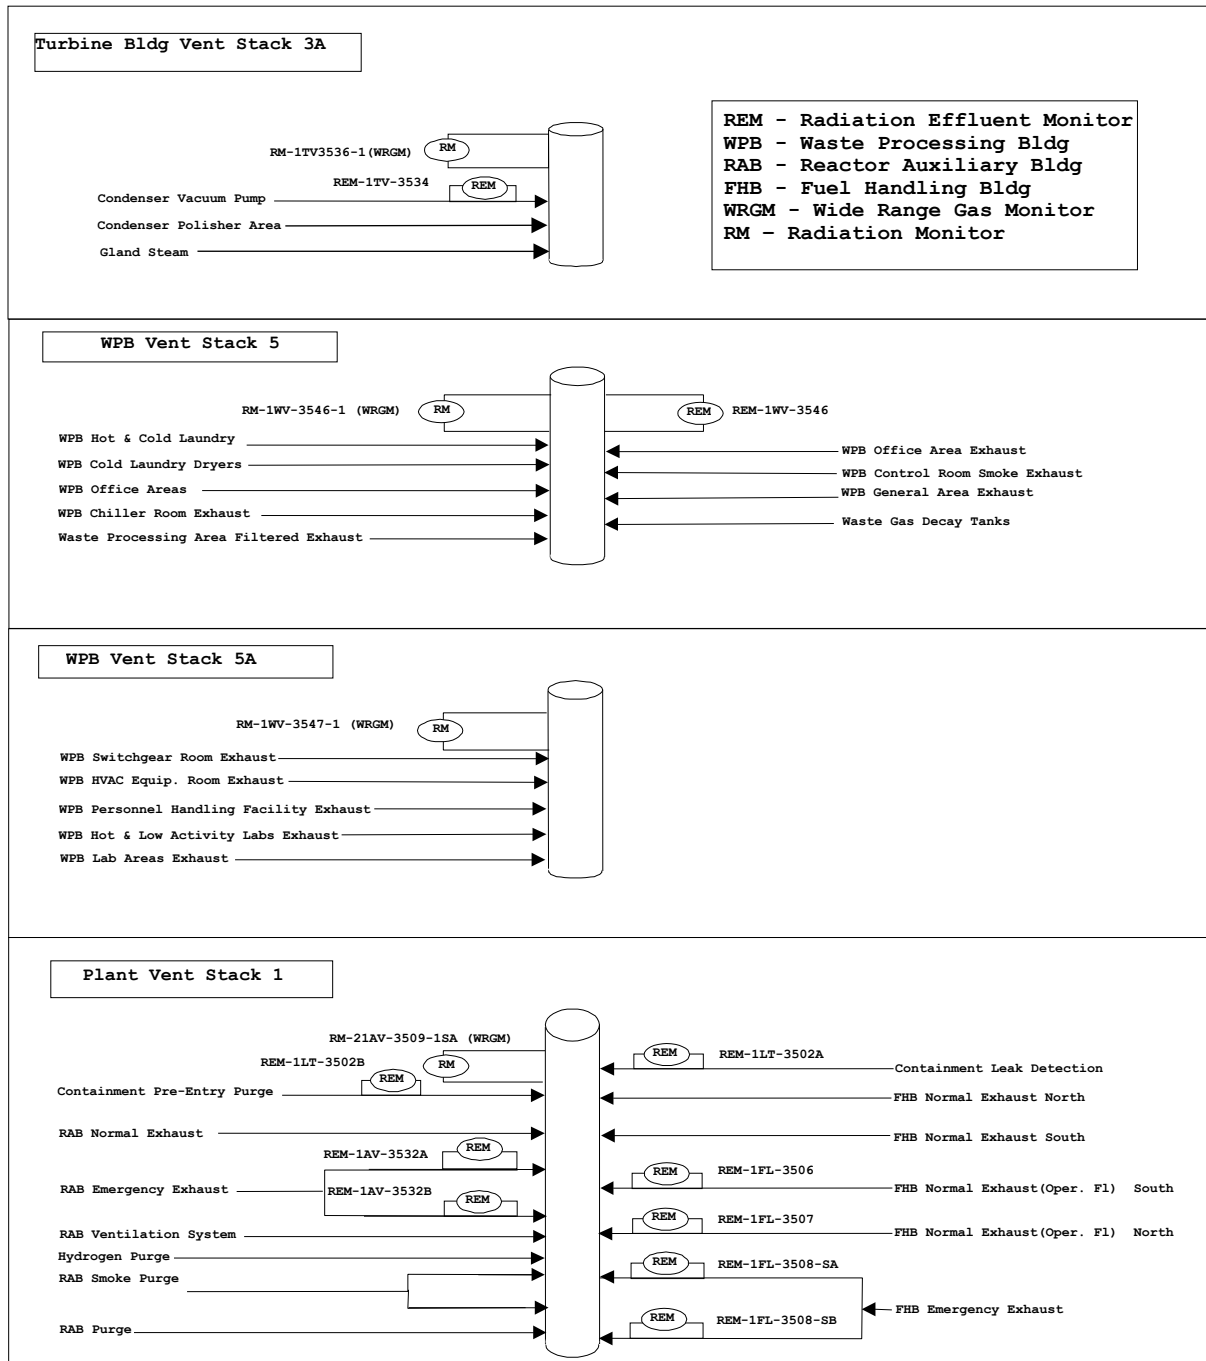 Turbine Bldg Vent Stack 3A
REM - Radiation Effluent Monitor
WPB - Waste Processing Bldg
RAB - Reactor Auxiliary Bldg
FHB - Fuel Handling Bldg
WRGM - Wide Range Gas Monitor
RM – Radiation Monitor
RM-1TV3536-1(WRGM)
RM
REM-1TV-3534
REM
Condenser Vacuum Pump
Condenser Polisher Area
Gland Steam
WPB Vent Stack 5
RM-1WV-3546-1 (WRGM)
RM
REM
REM-1WV-3546
WPB Hot & Cold Laundry
WPB Cold Laundry Dryers
WPB Office Areas
WPB Chiller Room Exhaust
Waste Processing Area Filtered Exhaust
WPB Office Area Exhaust
WPB Control Room Smoke Exhaust
WPB General Area Exhaust
Waste Gas Decay Tanks
WPB Vent Stack 5A
RM-1WV-3547-1 (WRGM)
RM
WPB Switchgear Room Exhaust
WPB HVAC Equip. Room Exhaust
WPB Personnel Handling Facility Exhaust
WPB Hot & Low Activity Labs Exhaust
WPB Lab Areas Exhaust
Plant Vent Stack 1
RM-21AV-3509-1SA (WRGM)
RM
REM-1LT-3502B
REM
Containment Pre-Entry Purge
RAB Normal Exhaust
REM-1AV-3532A
REM
RAB Emergency Exhaust
REM-1AV-3532B
REM
RAB Ventilation System
Hydrogen Purge
RAB Smoke Purge
RAB Purge
REM
REM-1LT-3502A
Containment Leak Detection
FHB Normal Exhaust North
FHB Normal Exhaust South
REM
REM-1FL-3506
FHB Normal Exhaust(Oper. Fl) South
REM
REM-1FL-3507
FHB Normal Exhaust(Oper. Fl) North
REM
REM-1FL-3508-SA
FHB Emergency Exhaust
REM
REM-1FL-3508-SB